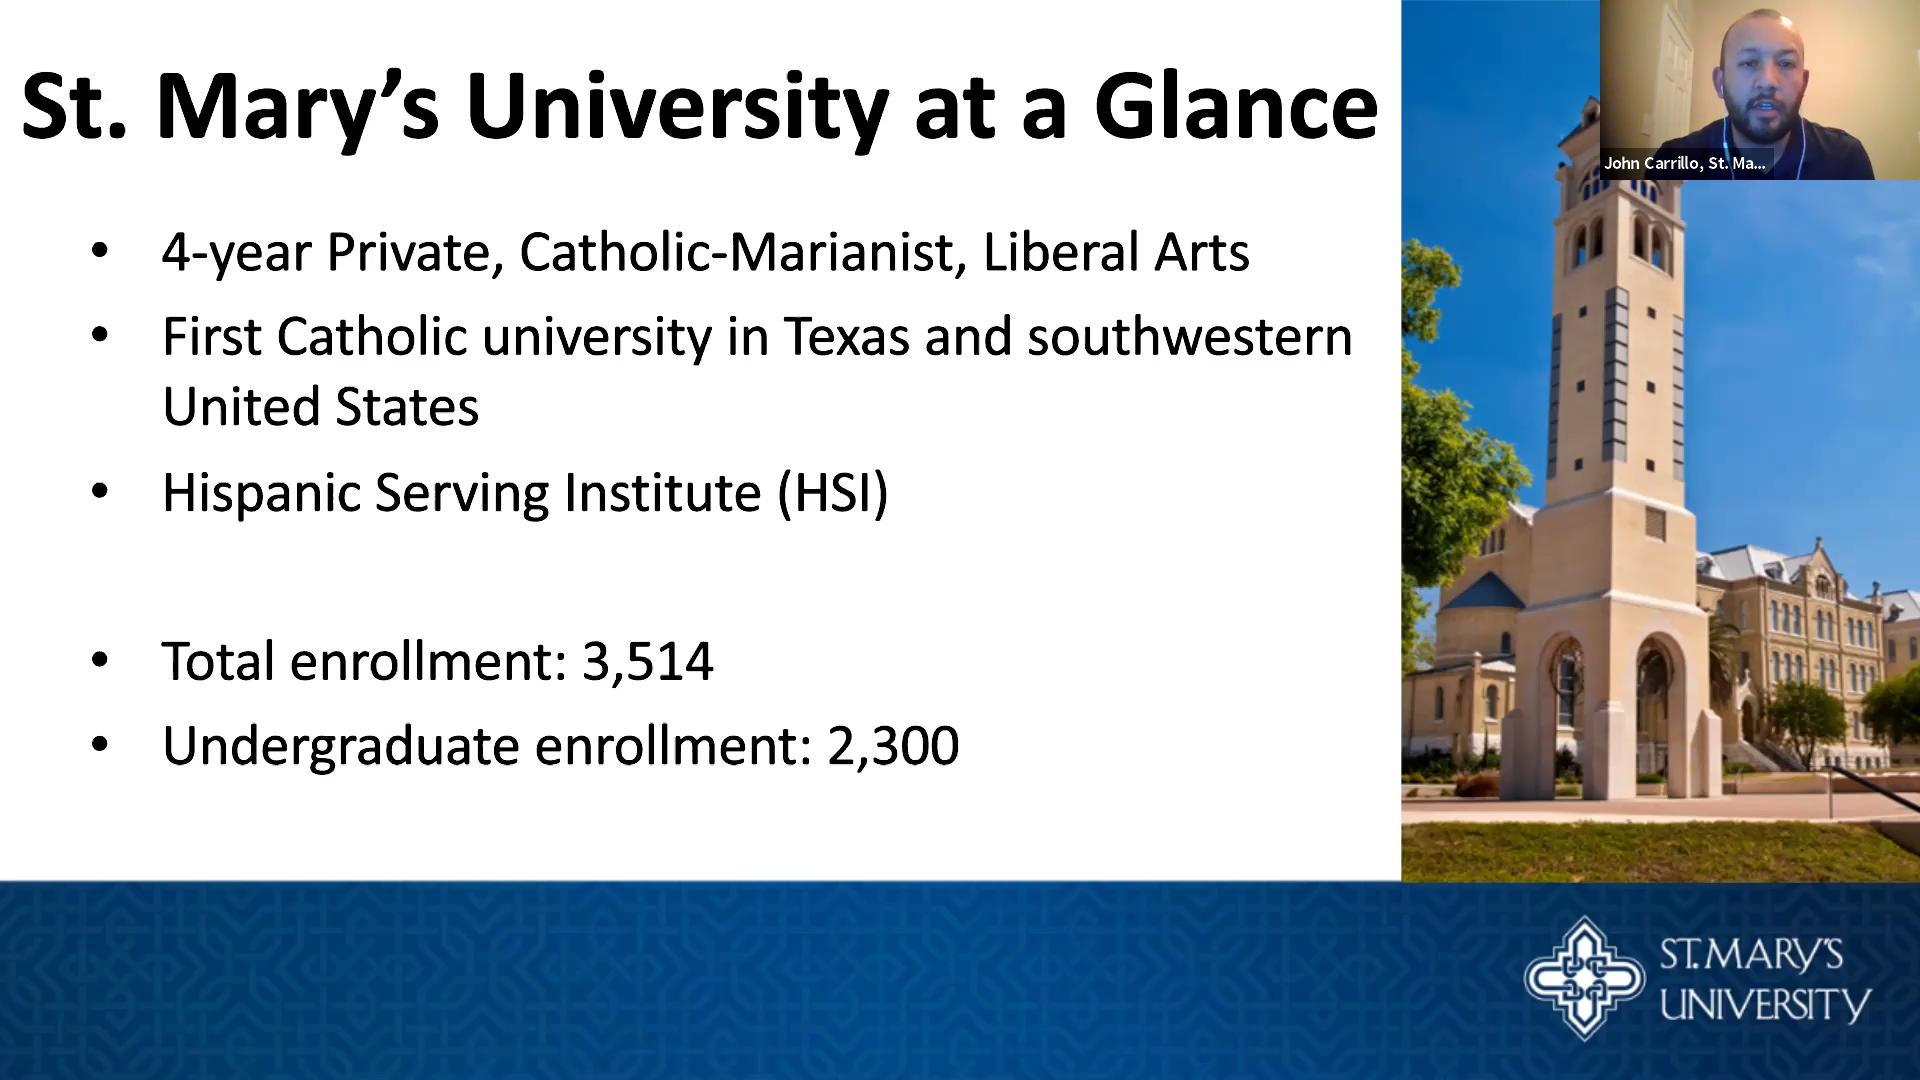 St. Mary’s University at a Glance
John Carrillo, St. Ma...
• 4-year Private, Catholic-Marianist, Liberal Arts
• First Catholic university in Texas and southwestern
United States
• Hispanic Serving Institute (HSI)
• Total enrollment: 3,514
• Undergraduate enrollment: 2,300
ST. MARY'S
UNIVERSITY